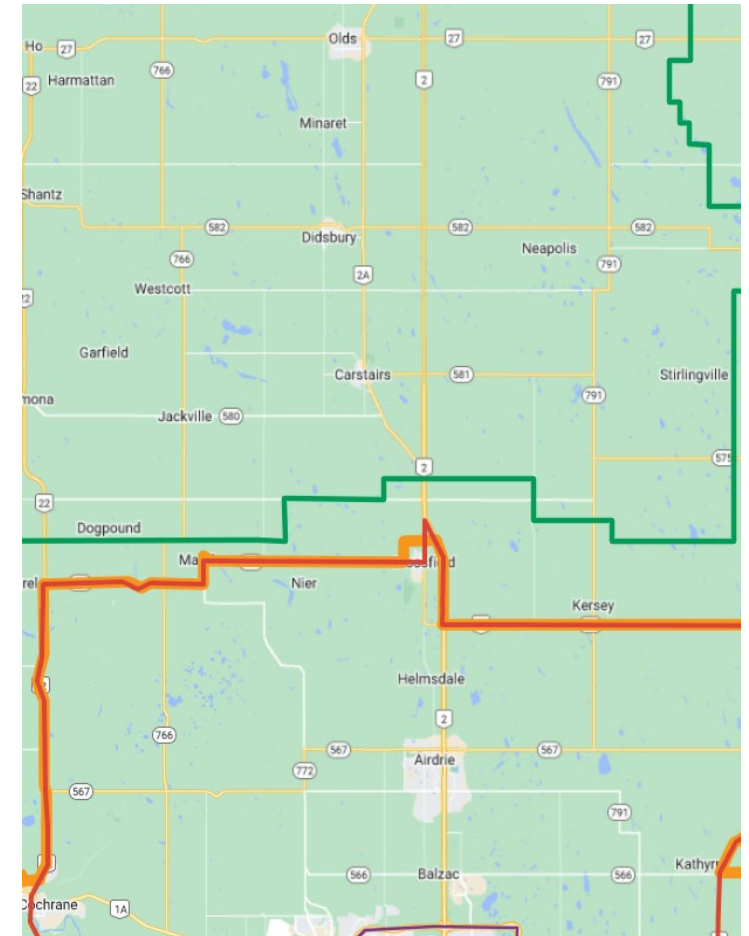 Olds
Ho
27
27
27
766
2
791
22
Harmattan
Minaret
Shantz
582
582
582
Didsbury
Neapolis
766
791
2A
22
Westcott
Garfield
Carstairs
581
Stirlingville
791
mona
Jackville
580
2
575
22
Dogpound
Nier
Kersey
Helmsdale
2
766
567
567
Airdrie
772
567
791
566
Balzac
566
Kathyrn
Cochrane
1A